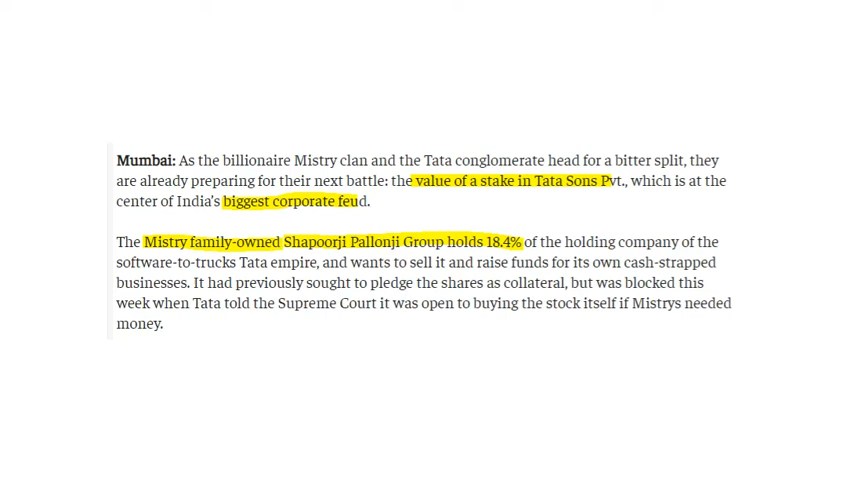 Mumbai: As the billionaire Mistry clan and the Tata conglomerate head for a bitter split, they
are already preparing for their next battle: the value of a stake in Tata Sons Pvt., which is at the
center of India's biggest corporate feud.
The Mistry family-owned Shapoorji Pallonji Group holds 18.4% of the holding company of the
software-to-trucks Tata empire, and wants to sell it and raise funds for its own cash-strapped
businesses. It had previously sought to pledge the shares as collateral, but was blocked this
week when Tata told the Supreme Court it was open to buying the stock itself if Mistrys needed
money.